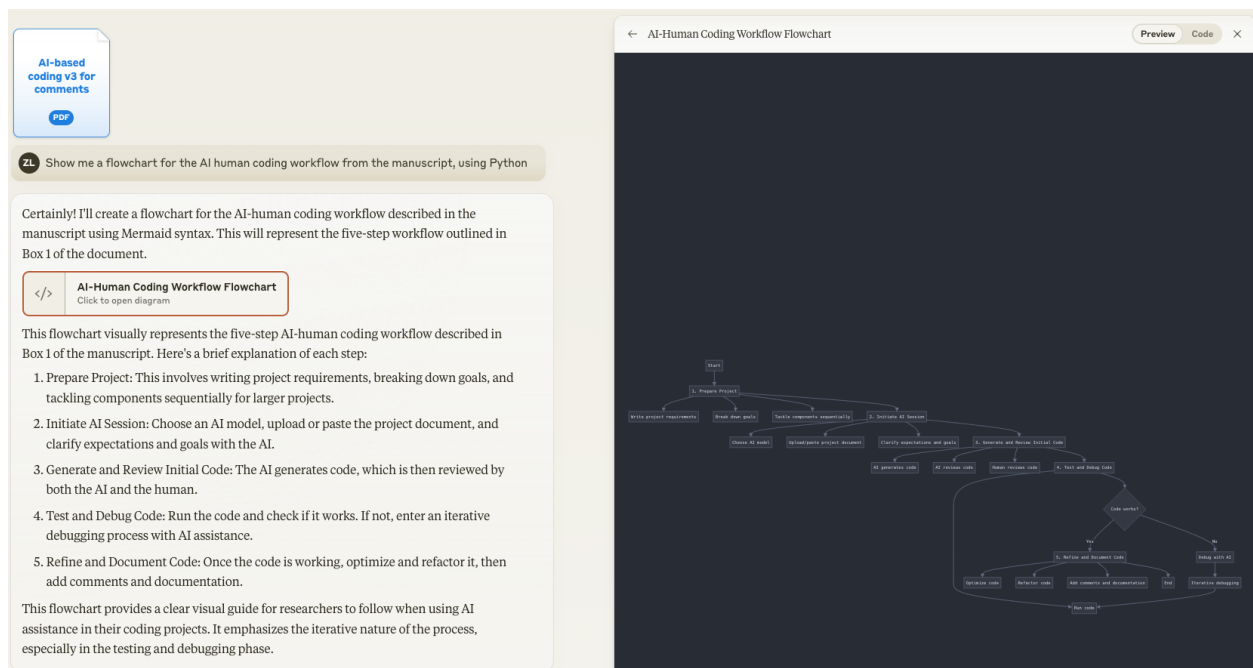 AI-based
coding v3 for
comments
PDF
ZL Show me a flowchart for the AI human coding workflow from the manuscript, using Python
Certainly! I'll create a flowchart for the AI-human coding workflow described in the
manuscript using Mermaid syntax. This will represent the five-step workflow outlined in
Box 1 of the document.
</> AI-Human Coding Workflow Flowchart
Click to open diagram
This flowchart visually represents the five-step AI-human coding workflow described in
Box 1 of the manuscript. Here's a brief explanation of each step:
1. Prepare Project: This involves writing project requirements, breaking down goals, and
tackling components sequentially for larger projects.
2. Initiate AI Session: Choose an AI model, upload or paste the project document, and
clarify expectations and goals with the AI.
3. Generate and Review Initial Code: The AI generates code, which is then reviewed by
both the AI and the human.
4. Test and Debug Code: Run the code and check if it works. If not, enter an iterative
debugging process with AI assistance.
5. Refine and Document Code: Once the code is working, optimize and refactor it, then
add comments and documentation.
This flowchart provides a clear visual guide for researchers to follow when using AI
assistance in their coding projects. It emphasizes the iterative nature of the process,
especially in the testing and debugging phase.
← AI-Human Coding Workflow Flowchart Preview Code ×
Start
1. Prepare Project
Write project requirements Break down goals Tackle components sequentially 2. Initiate AI Session
Choose AI model Upload/paste project document Clarify expectations and goals 3. Generate and Review Initial Code
AI generates code AI reviews code Human reviews code 4. Test and Debug Code
Code works?
Yes No
5. Refine and Document Code Debug with AI
Optimize code Refactor code Add comments and documentation End Iterative debugging
Run code